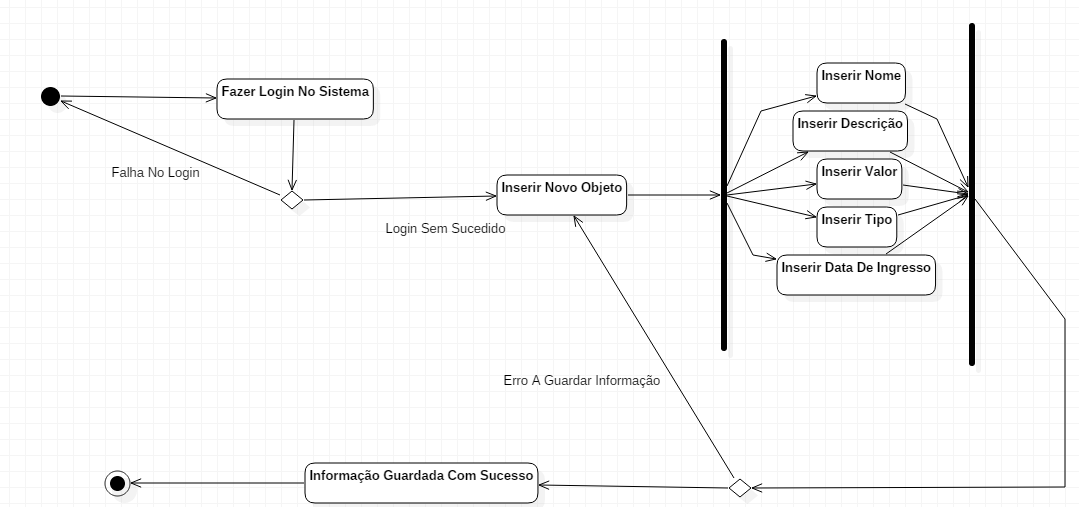 Fazer Login No Sistema
Falha No Login
Inserir Novo Objeto
Login Sem Sucedido
Inserir Nome
Inserir Descrição
Inserir Valor
Inserir Tipo
Inserir Data De Ingresso
Erro A Guardar Informação
Informação Guardada Com Sucesso